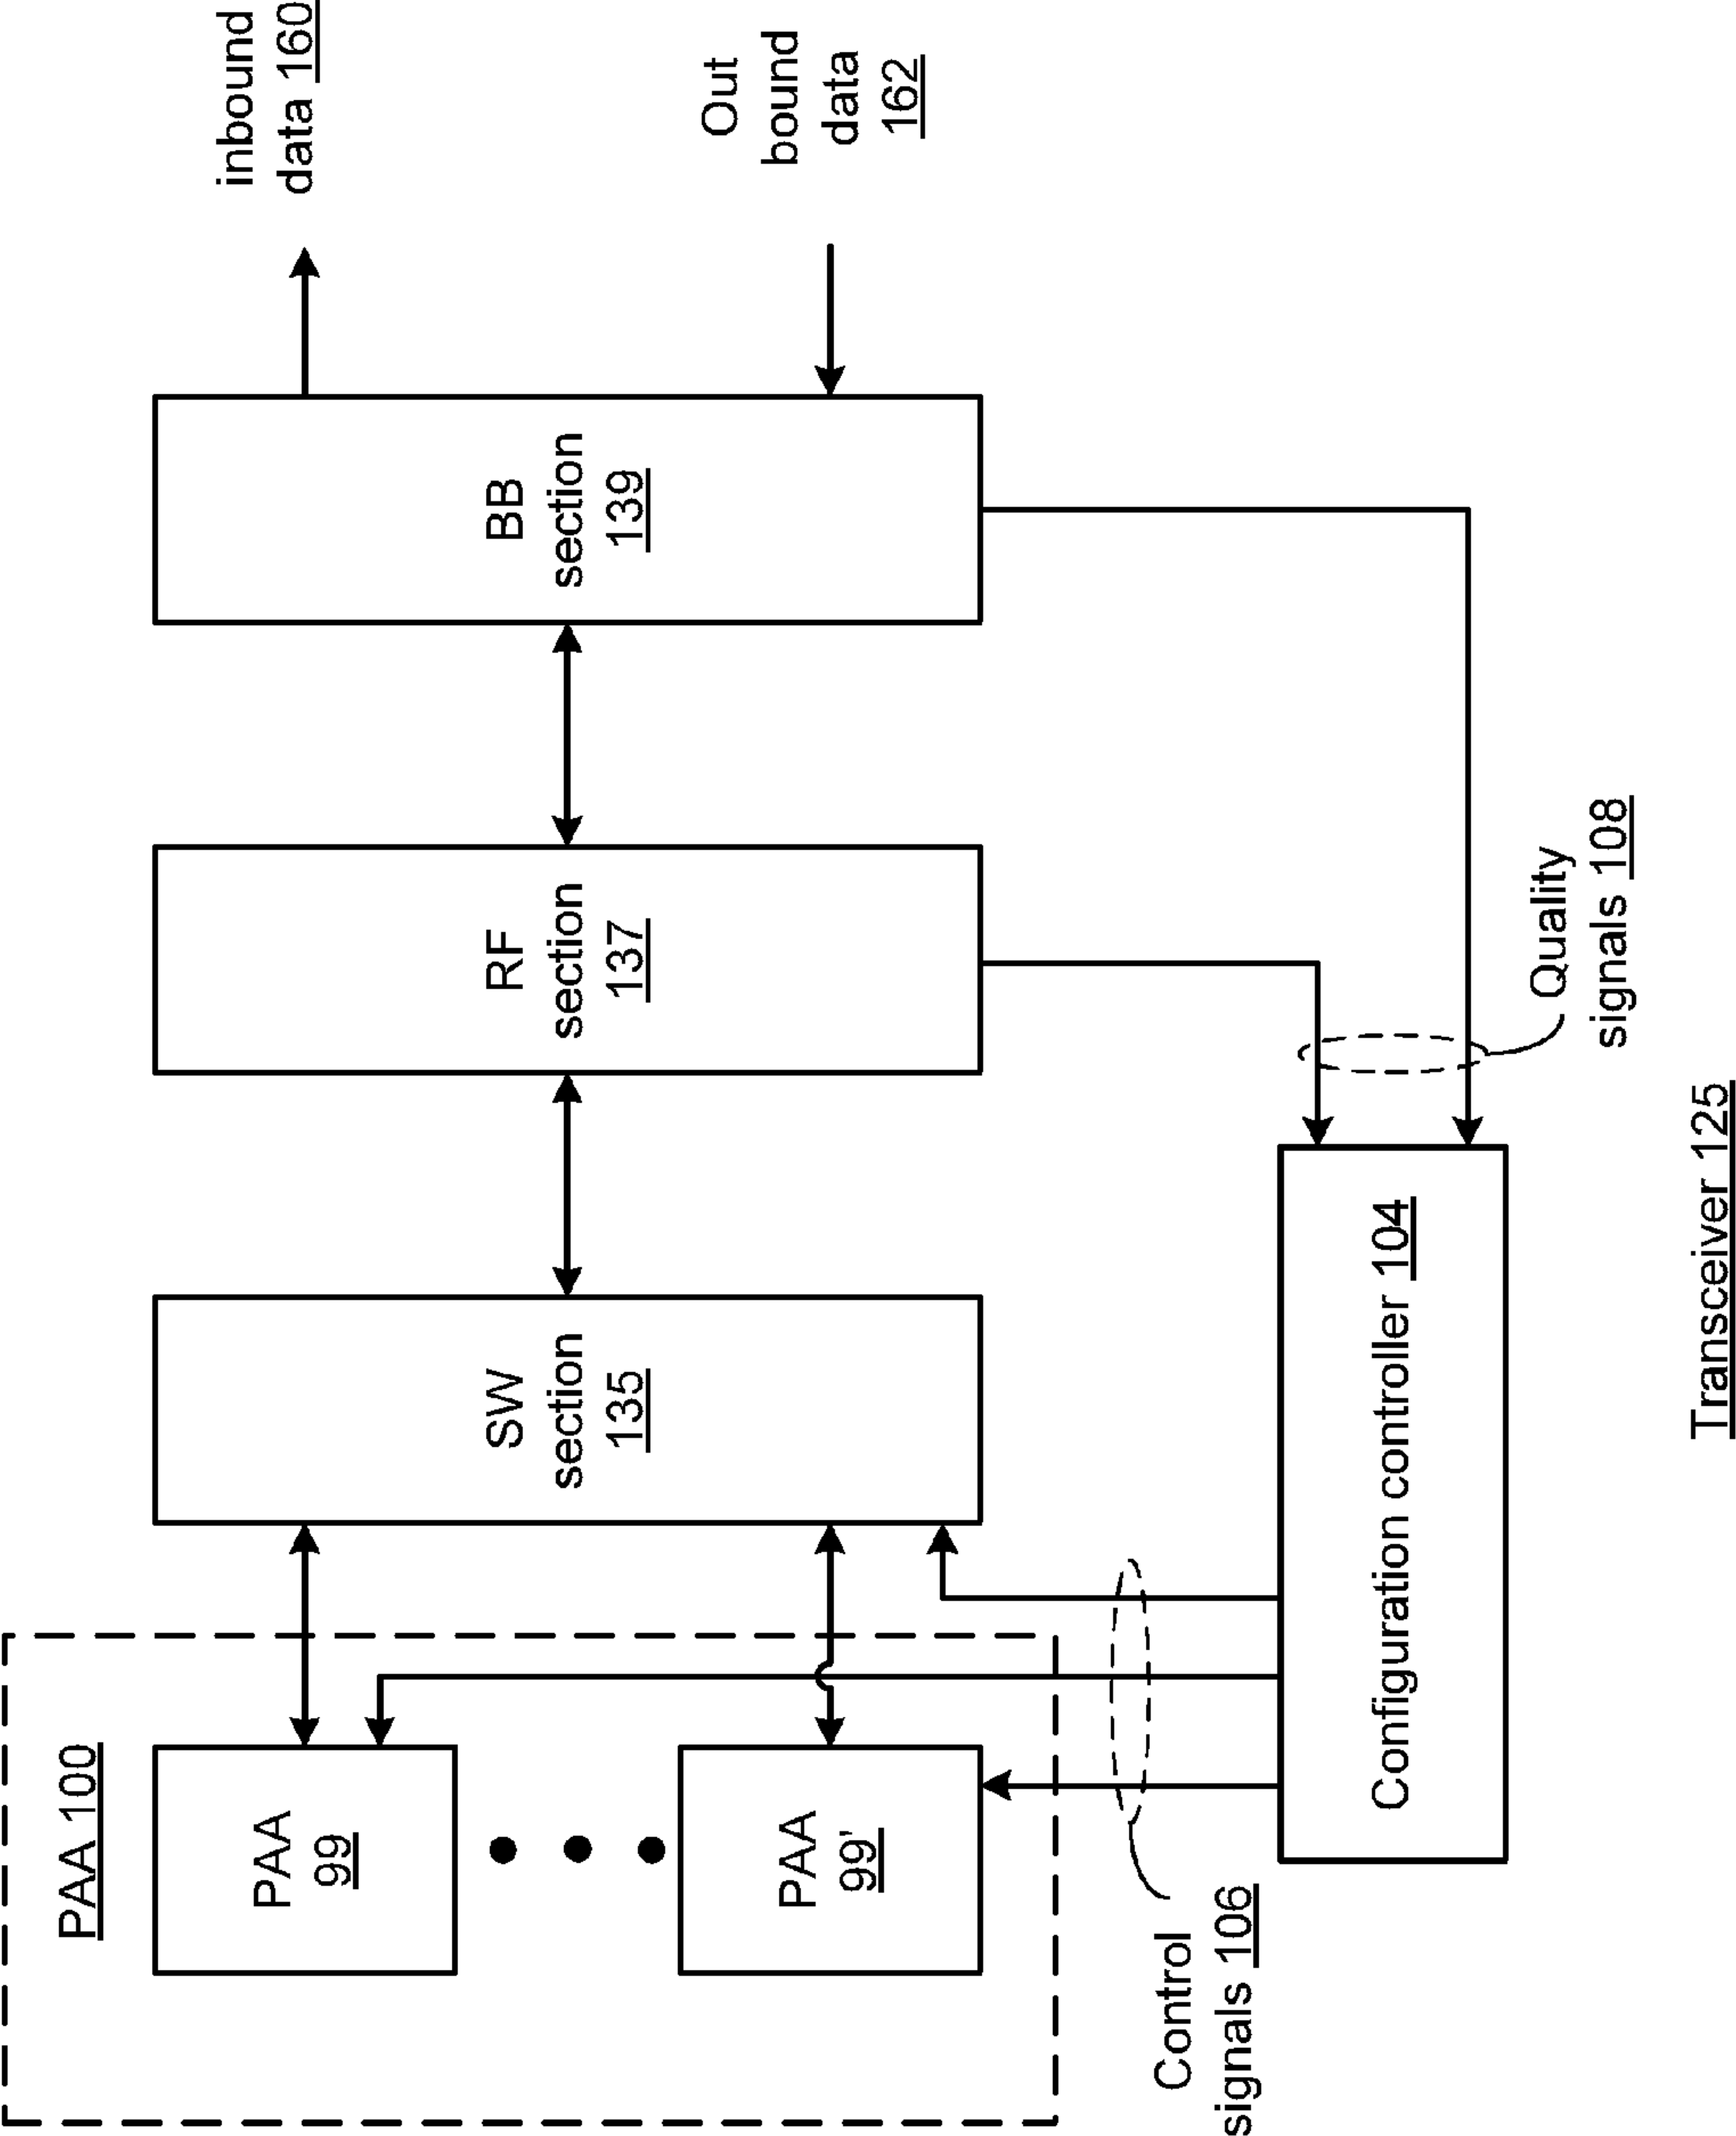 PAA 100
PAA
99
PAA
99'
SW
section
135
RF
section
137
BB
section
139
inbound
data 160
Out
bound
data
162
Control
signals 106
Configuration controller 104
Quality
signals 108
Transceiver 125